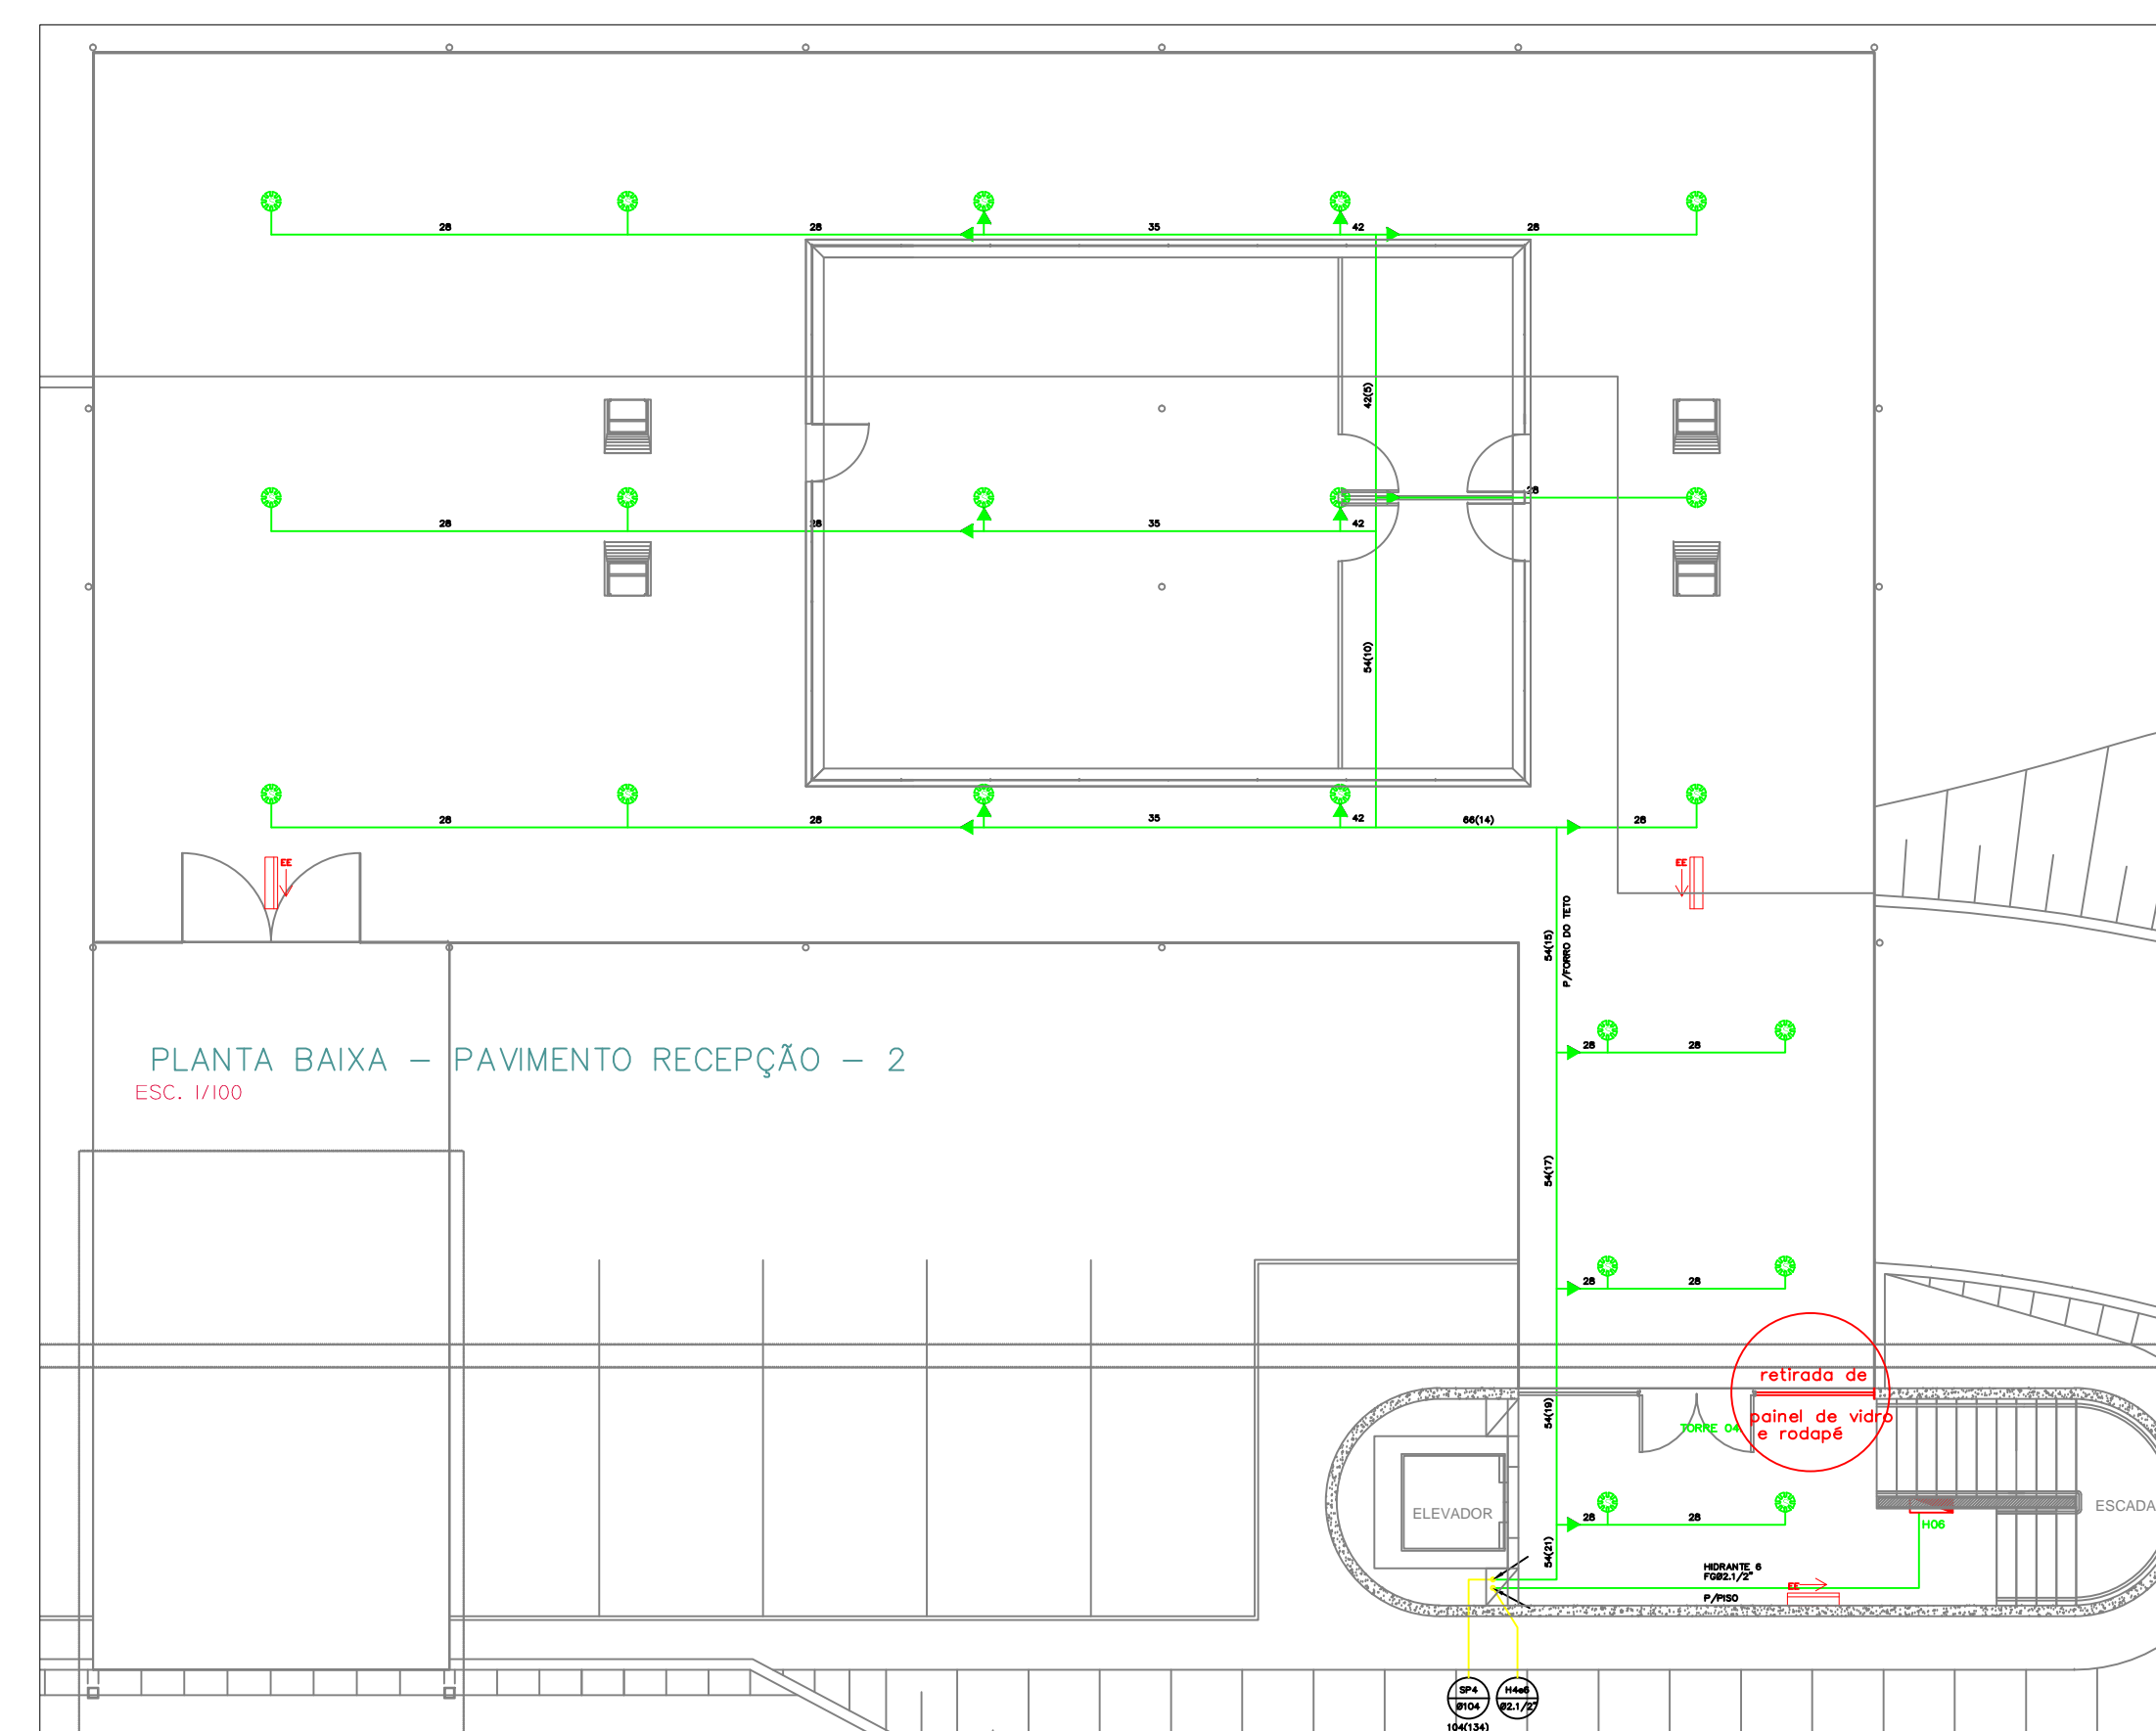 28 28 35 42 28
42(5)
28
28 28 35 42
54(10)
28 28 35 42 66(14) 28
EE
EE
54(15)
P/FORRO DO TETO
28 28
PLANTA BAIXA – PAVIMENTO RECEPÇÃO – 2
ESC. 1/100
54(17)
28 28
retirada de
painel de vidro
e rodapé
TORRE 04
54(19)
ELEVADOR
ESCADA
28 28
H06
54(21)
HIDRANTE 6
FGØ2.1/2"
EE
P/PISO
SP4
Ø104
H4e6
Ø2.1/2"
104(134)